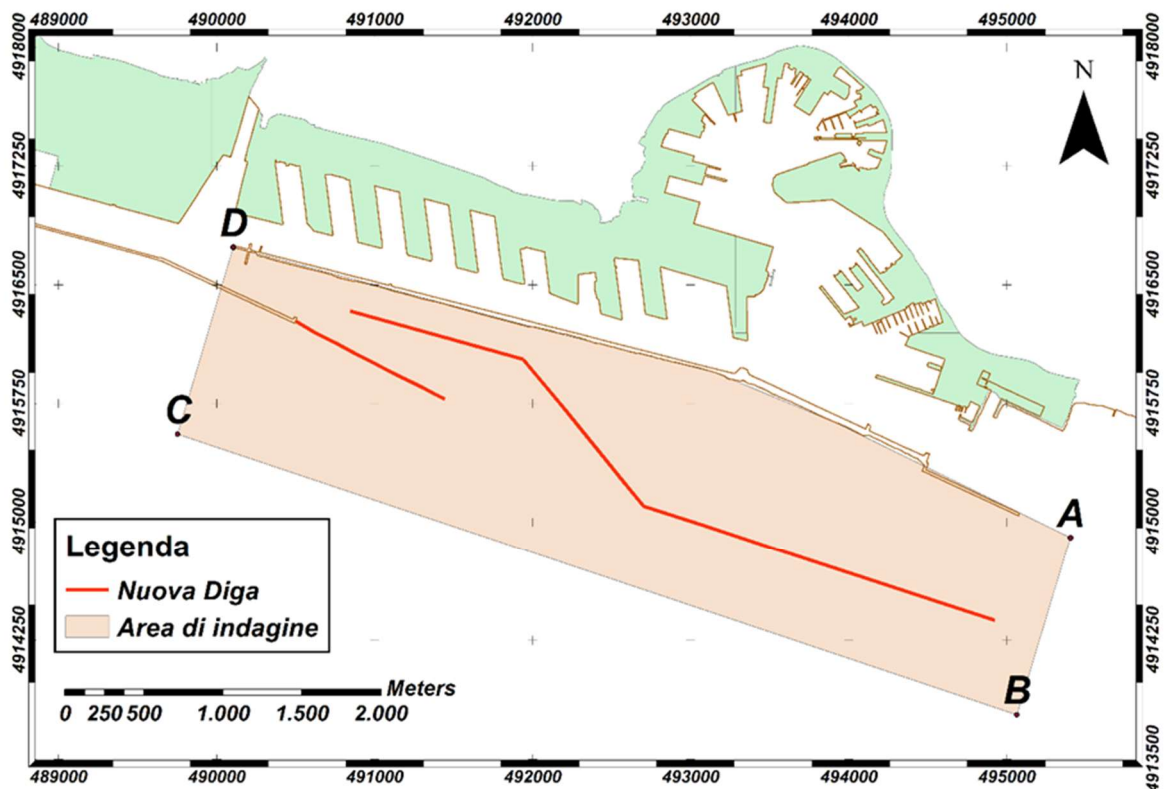 489000 490000 491000 492000 493000 494000 495000
4918000 4918000
N
4917250 4917250
D
4916500 4916500
C
4915750 4915750
A
4915000 4915000
Legenda
Nuova Diga
Area di indagine
4914250 4914250
B
Meters
0 250 500 1.000 1.500 2.000
4913500
489000 490000 491000 492000 493000 494000 495000